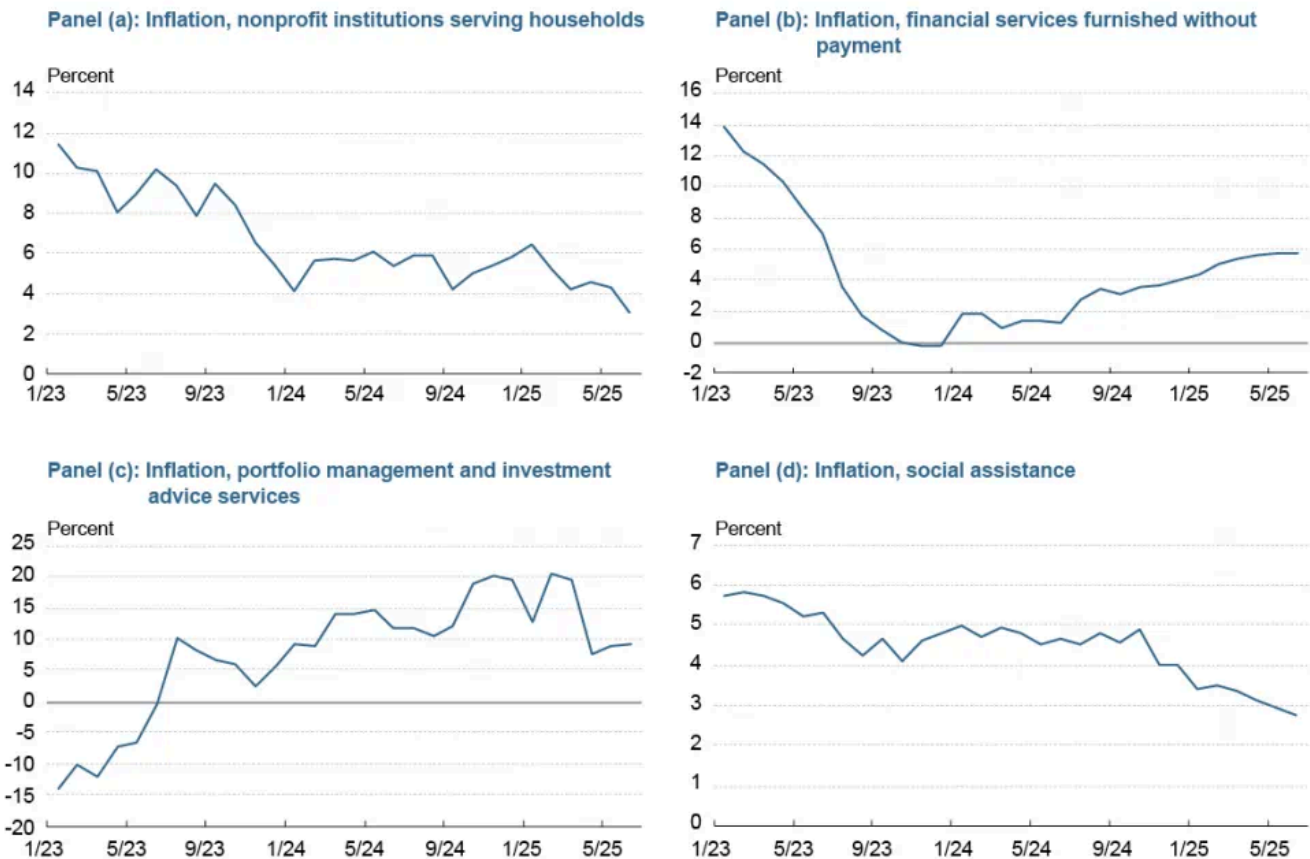 Panel (a): Inflation, nonprofit institutions serving households
Percent
14
12
10
8
6
4
2
0
1/23 5/23 9/23 1/24 5/24 9/24 1/25 5/25
Panel (b): Inflation, financial services furnished without
payment
Percent
16
14
12
10
8
6
4
2
0
-2
1/23 5/23 9/23 1/24 5/24 9/24 1/25 5/25
Panel (c): Inflation, portfolio management and investment
advice services
Percent
25
20
15
10
5
0
-5
-10
-15
-20
1/23 5/23 9/23 1/24 5/24 9/24 1/25 5/25
Panel (d): Inflation, social assistance
Percent
7
6
5
4
3
2
1
0
1/23 5/23 9/23 1/24 5/24 9/24 1/25 5/25